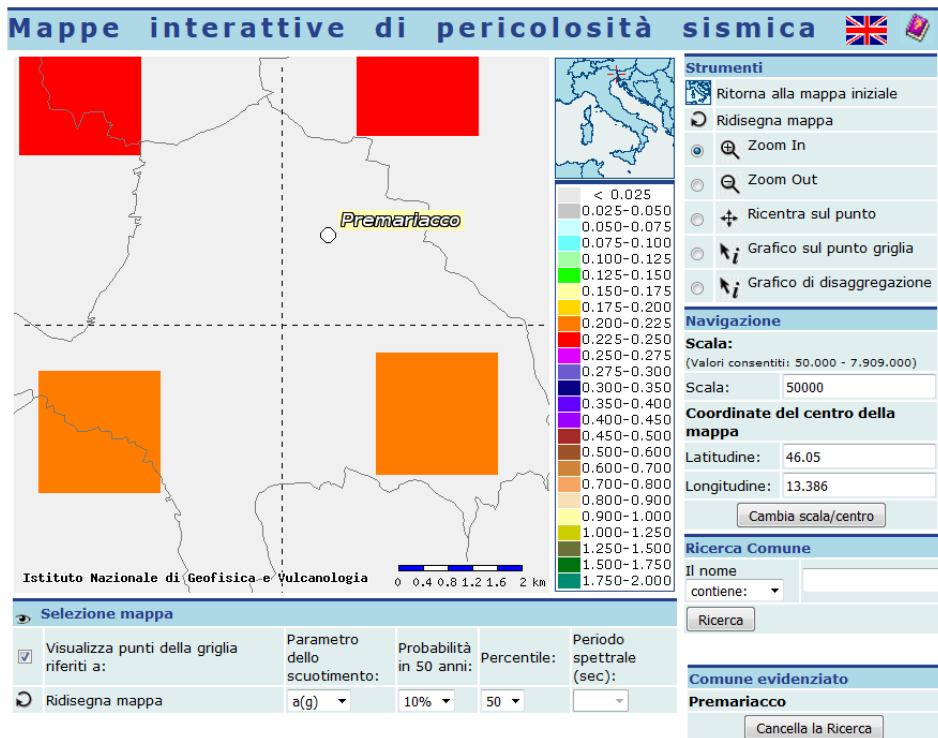 Mappe interattive di pericolosità sismica
Premariacco
Istituto Nazionale di Geofisica e Vulcanologia
0 0.4 0.8 1.2 1.6 2 km
< 0.025
0.025-0.050
0.050-0.075
0.075-0.100
0.100-0.125
0.125-0.150
0.150-0.175
0.175-0.200
0.200-0.225
0.225-0.250
0.250-0.275
0.275-0.300
0.300-0.350
0.350-0.400
0.400-0.450
0.450-0.500
0.500-0.600
0.600-0.700
0.700-0.800
0.800-0.900
0.900-1.000
1.000-1.250
1.250-1.500
1.500-1.750
1.750-2.000
Strumenti
Ritorna alla mappa iniziale
Ridisegna mappa
Zoom In
Zoom Out
Ricentra sul punto
Grafico sul punto griglia
Grafico di disaggregazione
Navigazione
Scala:
(Valori consentiti: 50.000 - 7.909.000)
Scala: 50000
Coordinate del centro della
mappa
Latitudine: 46.05
Longitudine: 13.386
Cambia scala/centro
Ricerca Comune
Il nome
contiene:
Ricerca
Comune evidenziato
Premariacco
Cancella la Ricerca
Selezione mappa
Visualizza punti della griglia
riferiti a:
Parametro
dello
scuotimento:
Probabilità
in 50 anni:
Percentile:
Periodo
spettrale
(sec):
Ridisegna mappa
a(g)
10%
50